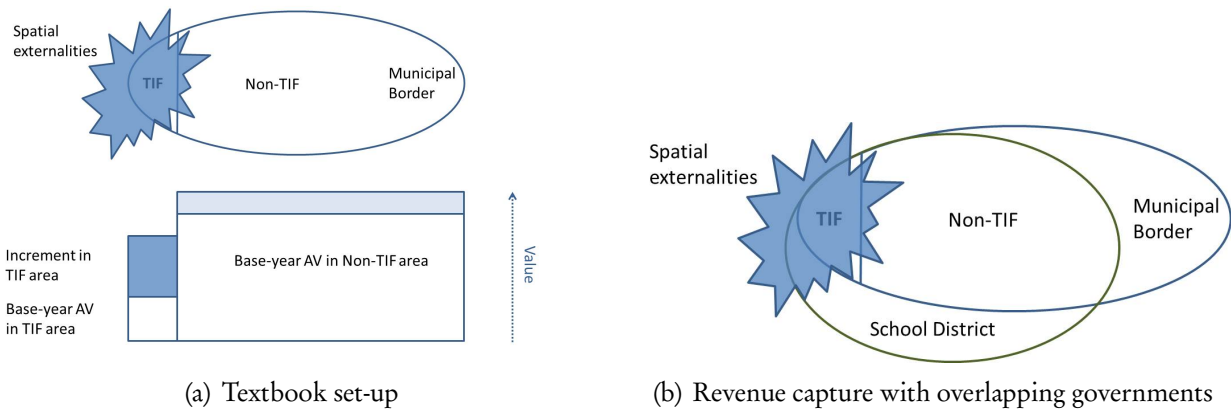 Spatial
externalities
TIF
Non-TIF
Municipal
Border
Increment in
TIF area
Base-year AV
in TIF area
Base-year AV in Non-TIF area
Value
(a) Textbook set-up
Spatial
externalities
TIF
Non-TIF
Municipal
Border
School District
(b) Revenue capture with overlapping governments